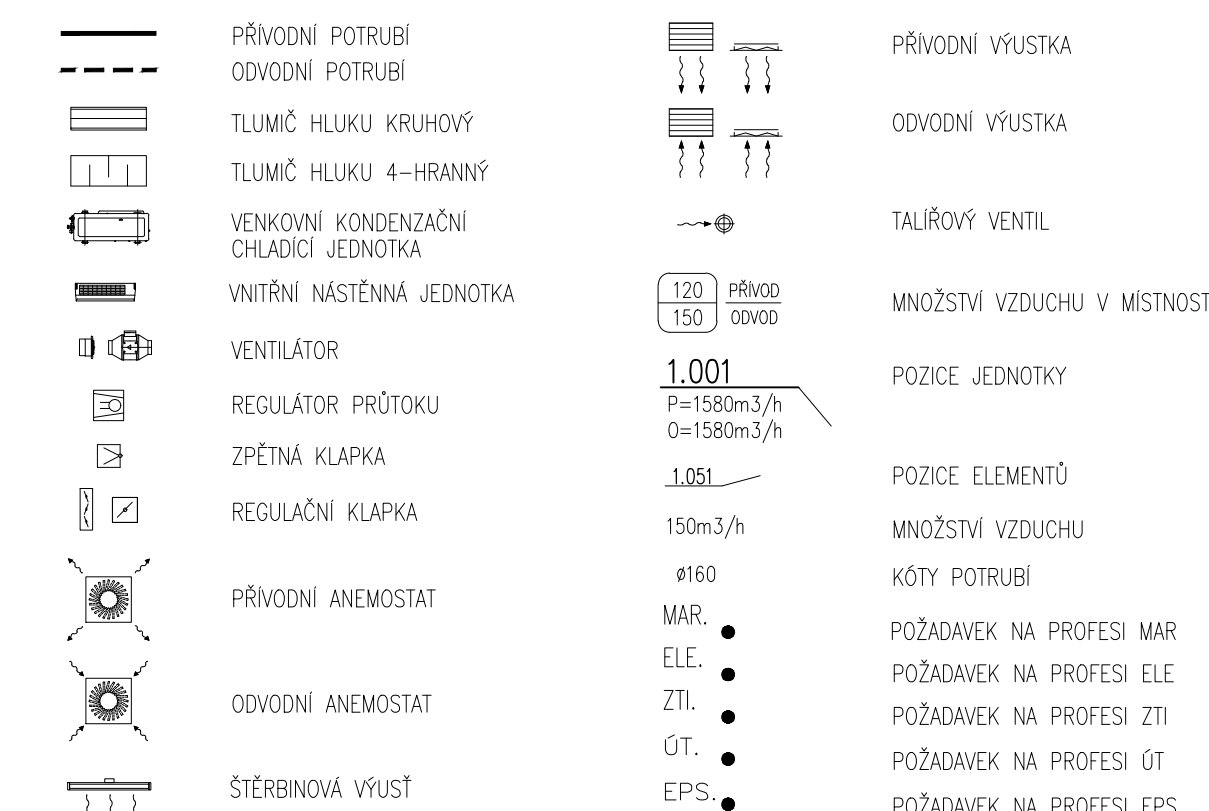 PŘÍVODNÍ POTRUBÍ
ODVODNÍ POTRUBÍ
TLUMIČ HLUKU KRUHOVÝ
TLUMIČ HLUKU 4-HRANNÝ
VENKOVNÍ KONDENZAČNÍ
CHLADÍCÍ JEDNOTKA
VNITŘNÍ NÁSTĚNNÁ JEDNOTKA
VENTILÁTOR
REGULÁTOR PRŮTOKU
ZPĚTNÁ KLAPKA
REGULAČNÍ KLAPKA
PŘÍVODNÍ ANEMOSTAT
ODVODNÍ ANEMOSTAT
ŠTĚRBINOVÁ VÝUSŤ
PŘÍVODNÍ VÝUSTKA
ODVODNÍ VÝUSTKA
TALÍŘOVÝ VENTIL
120 PŘÍVOD
150 ODVOD
MNOŽSTVÍ VZDUCHU V MÍSTNOST
1.001
P=1580m3/h
O=1580m3/h
POZICE JEDNOTKY
1.051 POZICE ELEMENTŮ
150m3/h MNOŽSTVÍ VZDUCHU
ø160 KÓTY POTRUBÍ
MAR. POŽADAVEK NA PROFESI MAR
ELE. POŽADAVEK NA PROFESI ELE
ZTI. POŽADAVEK NA PROFESI ZTI
ÚT. POŽADAVEK NA PROFESI ÚT
EPS. POŽADAVEK NA PROFESI EPS